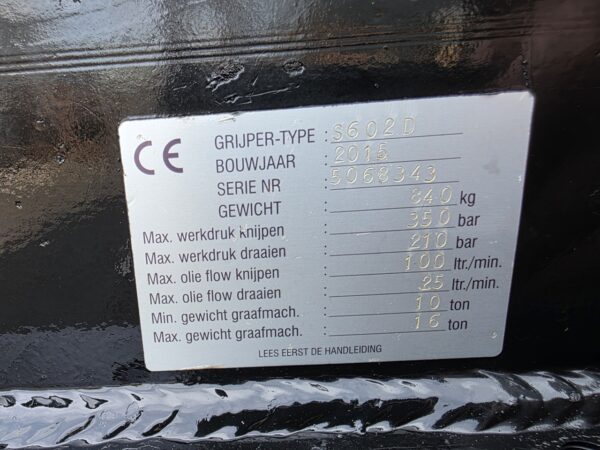 CE
GRIJPER-TYPE : S602D
BOUWJAAR : 2015
SERIE NR : 5068343
GEWICHT : 840 kg
Max. werkdruk knijpen : 350 bar
Max. werkdruk draaien : 210 bar
Max. olie flow knijpen : 100 ltr./min.
Max. olie flow draaien : 25 ltr./min.
Min. gewicht graafmach. : 10 ton
Max. gewicht graafmach. : 16 ton
LEES EERST DE HANDLEIDING